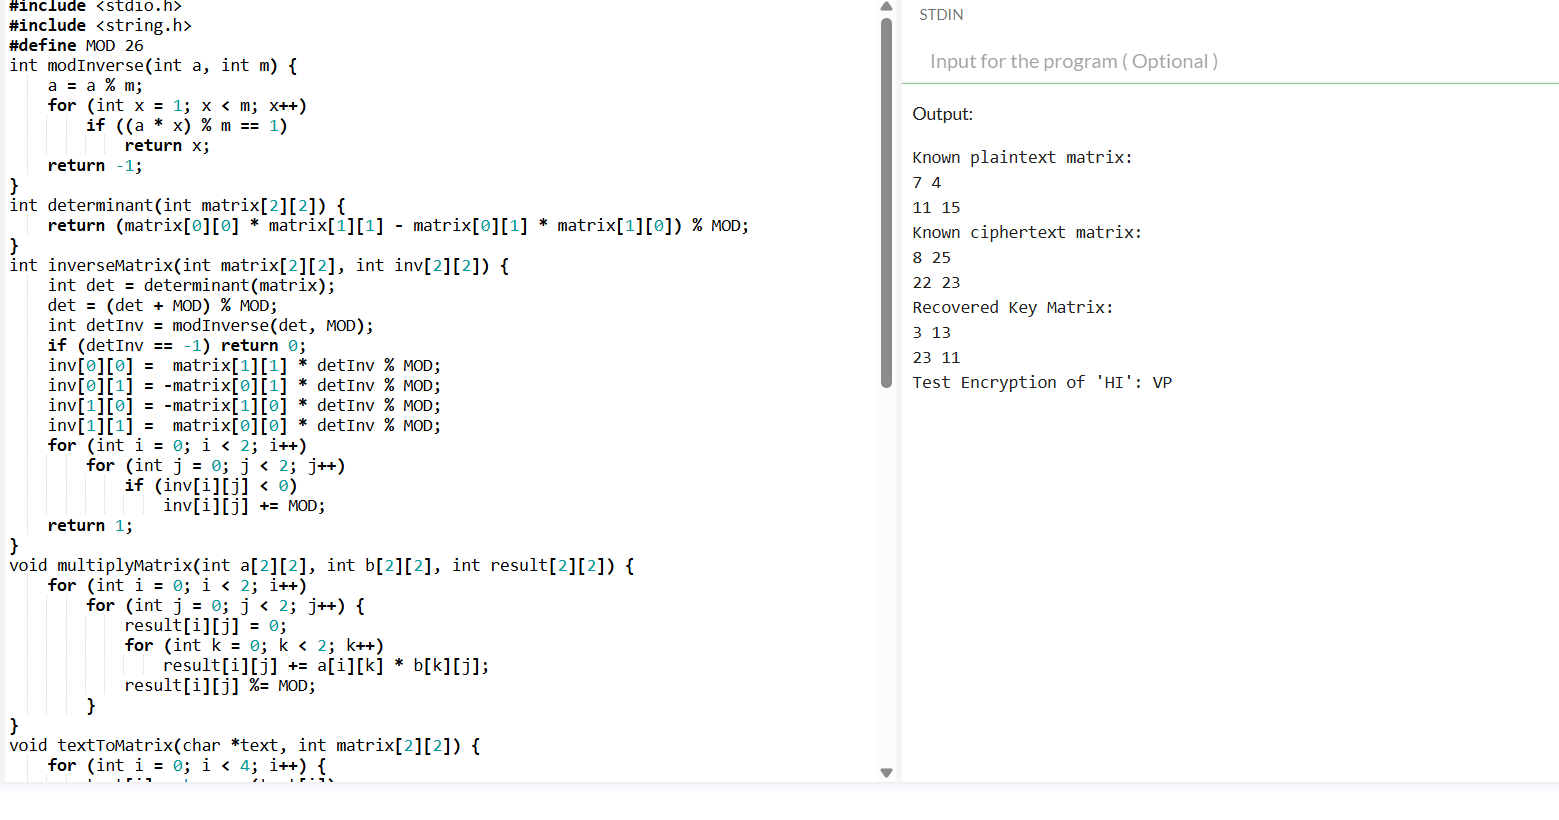 #include <stdio.h>
#include <string.h>
#define MOD 26
int modInverse(int a, int m) {
    a = a % m;
    for (int x = 1; x < m; x++)
        if ((a * x) % m == 1)
            return x;
    return -1;
}
int determinant(int matrix[2][2]) {
    return (matrix[0][0] * matrix[1][1] - matrix[0][1] * matrix[1][0]) % MOD;
}
int inverseMatrix(int matrix[2][2], int inv[2][2]) {
    int det = determinant(matrix);
    det = (det + MOD) % MOD;
    int detInv = modInverse(det, MOD);
    if (detInv == -1) return 0;
    inv[0][0] =  matrix[1][1] * detInv % MOD;
    inv[0][1] = -matrix[0][1] * detInv % MOD;
    inv[1][0] = -matrix[1][0] * detInv % MOD;
    inv[1][1] =  matrix[0][0] * detInv % MOD;
    for (int i = 0; i < 2; i++)
        for (int j = 0; j < 2; j++)
            if (inv[i][j] < 0)
                inv[i][j] += MOD;
    return 1;
}
void multiplyMatrix(int a[2][2], int b[2][2], int result[2][2]) {
    for (int i = 0; i < 2; i++)
        for (int j = 0; j < 2; j++) {
            result[i][j] = 0;
            for (int k = 0; k < 2; k++)
                result[i][j] += a[i][k] * b[k][j];
            result[i][j] %= MOD;
        }
}
void textToMatrix(char *text, int matrix[2][2]) {
    for (int i = 0; i < 4; i++) {
STDIN
Input for the program ( Optional )
Output:
Known plaintext matrix:
7 4
11 15
Known ciphertext matrix:
8 25
22 23
Recovered Key Matrix:
3 13
23 11
Test Encryption of 'HI': VP